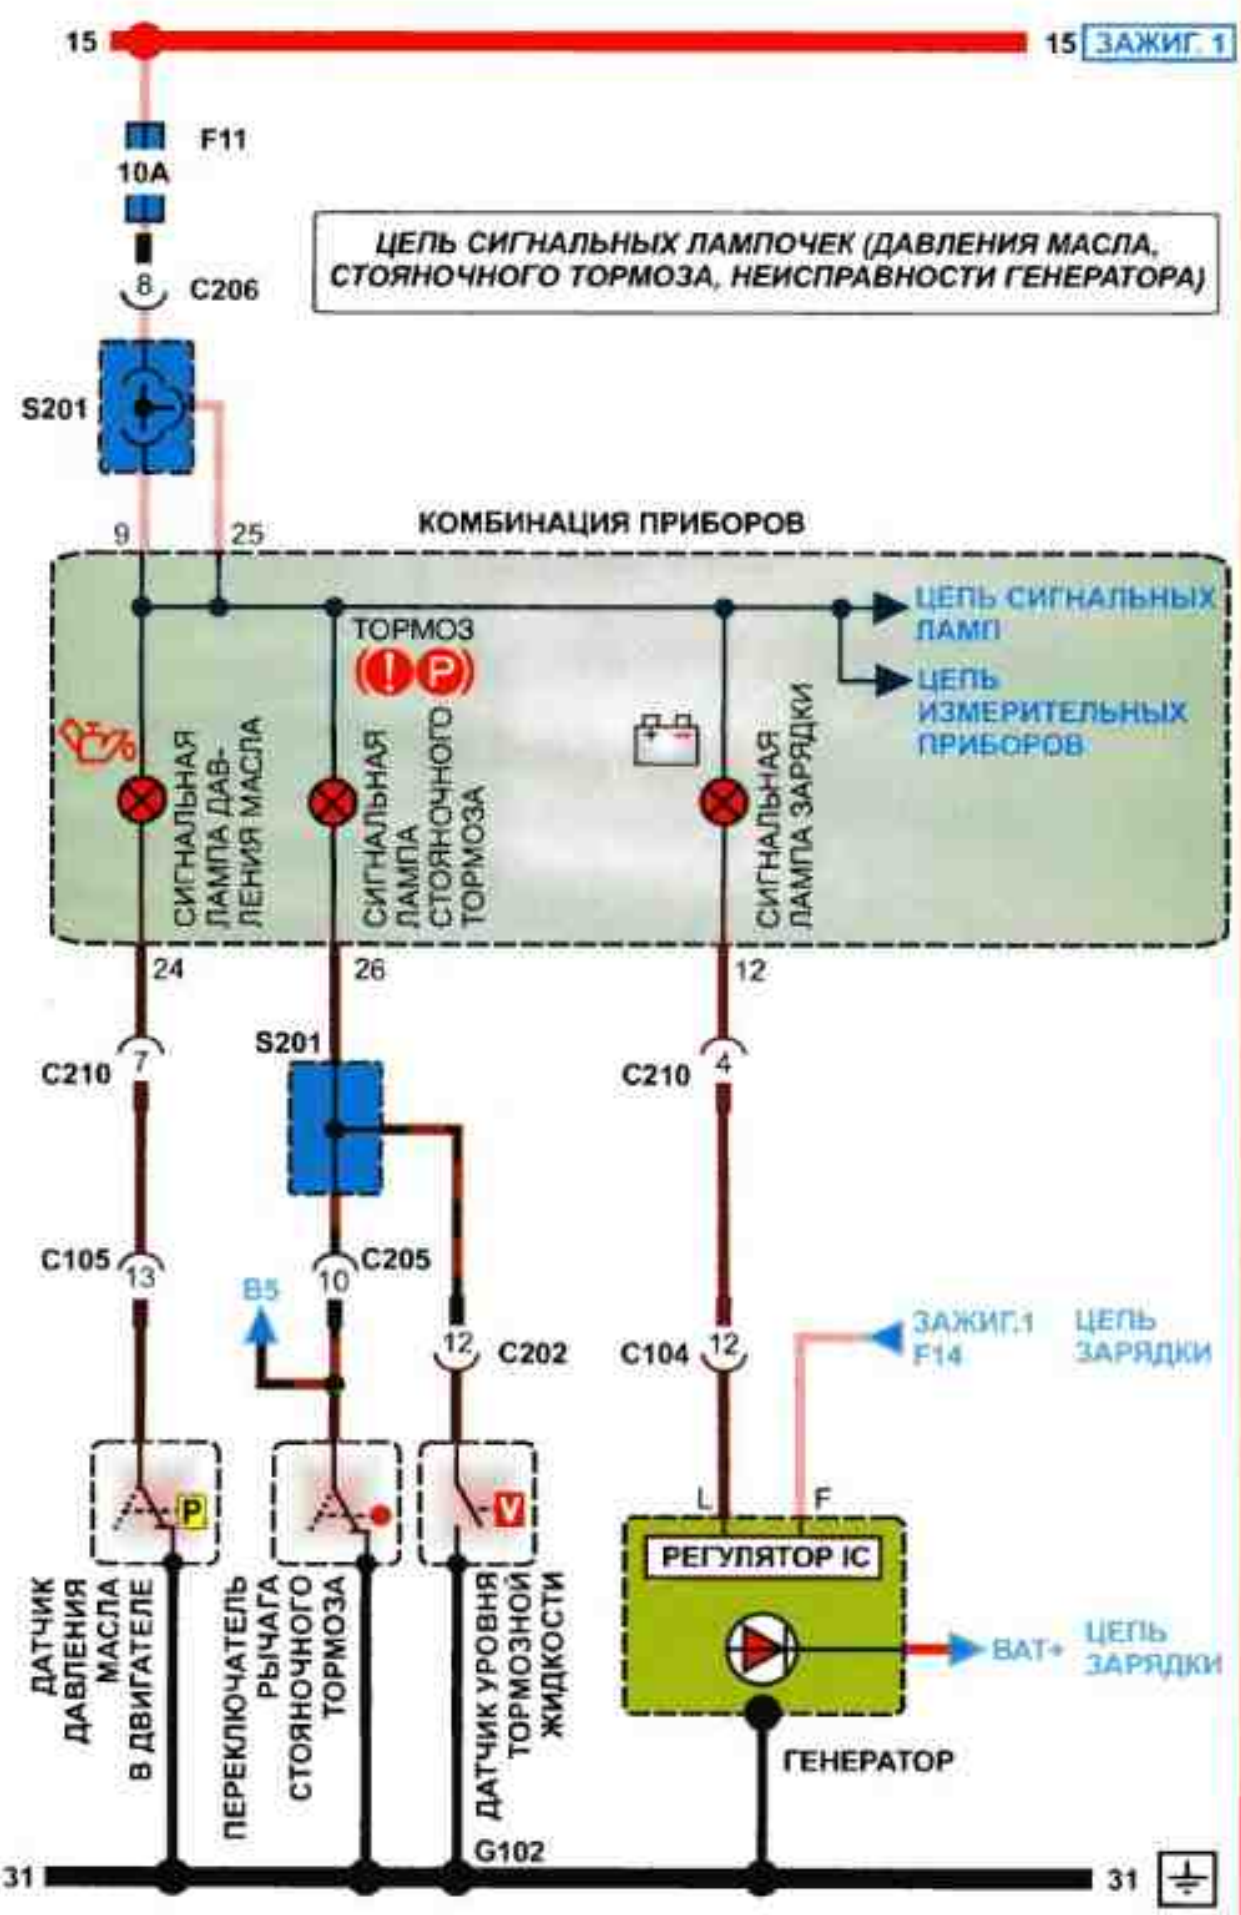 15
15 ЗАЖИГ. 1
F11
10A
ЦЕПЬ СИГНАЛЬНЫХ ЛАМПОЧЕК (ДАВЛЕНИЯ МАСЛА,
СТОЯНОЧНОГО ТОРМОЗА, НЕИСПРАВНОСТИ ГЕНЕРАТОРА)
8
C206
S201
9
25
КОМБИНАЦИЯ ПРИБОРОВ
ЦЕПЬ СИГНАЛЬНЫХ
ЛАМП
ТОРМОЗ
(! P)
ЦЕПЬ
ИЗМЕРИТЕЛЬНЫХ
ПРИБОРОВ
+ −
СИГНАЛЬНАЯ
ЛАМПА ДАВ-
ЛЕНИЯ МАСЛА
СИГНАЛЬНАЯ
ЛАМПА
СТОЯНОЧНОГО
ТОРМОЗА
СИГНАЛЬНАЯ
ЛАМПА ЗАРЯДКИ
24
26
12
S201
C210
7
C210
4
C105
13
10
C205
B5
12
C202
C104
12
ЗАЖИГ.1
F14
ЦЕПЬ
ЗАРЯДКИ
P
V
L
F
РЕГУЛЯТОР IC
BAT+
ЦЕПЬ
ЗАРЯДКИ
ДАТЧИК
ДАВЛЕНИЯ
МАСЛА
В ДВИГАТЕЛЕ
ПЕРЕКЛЮЧАТЕЛЬ
РЫЧАГА
СТОЯНОЧНОГО
ТОРМОЗА
ДАТЧИК УРОВНЯ
ТОРМОЗНОЙ
ЖИДКОСТИ
ГЕНЕРАТОР
G102
31
31